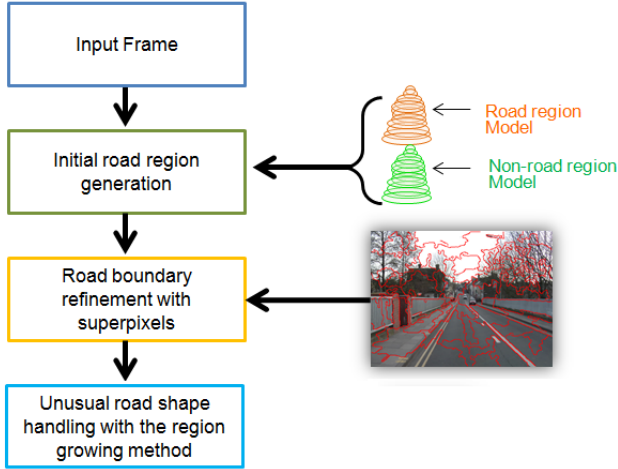 Input Frame
Initial road region
generation
Road region
Model
Non-road region
Model
Road boundary
refinement with
superpixels
Unusual road shape
handling with the region
growing method